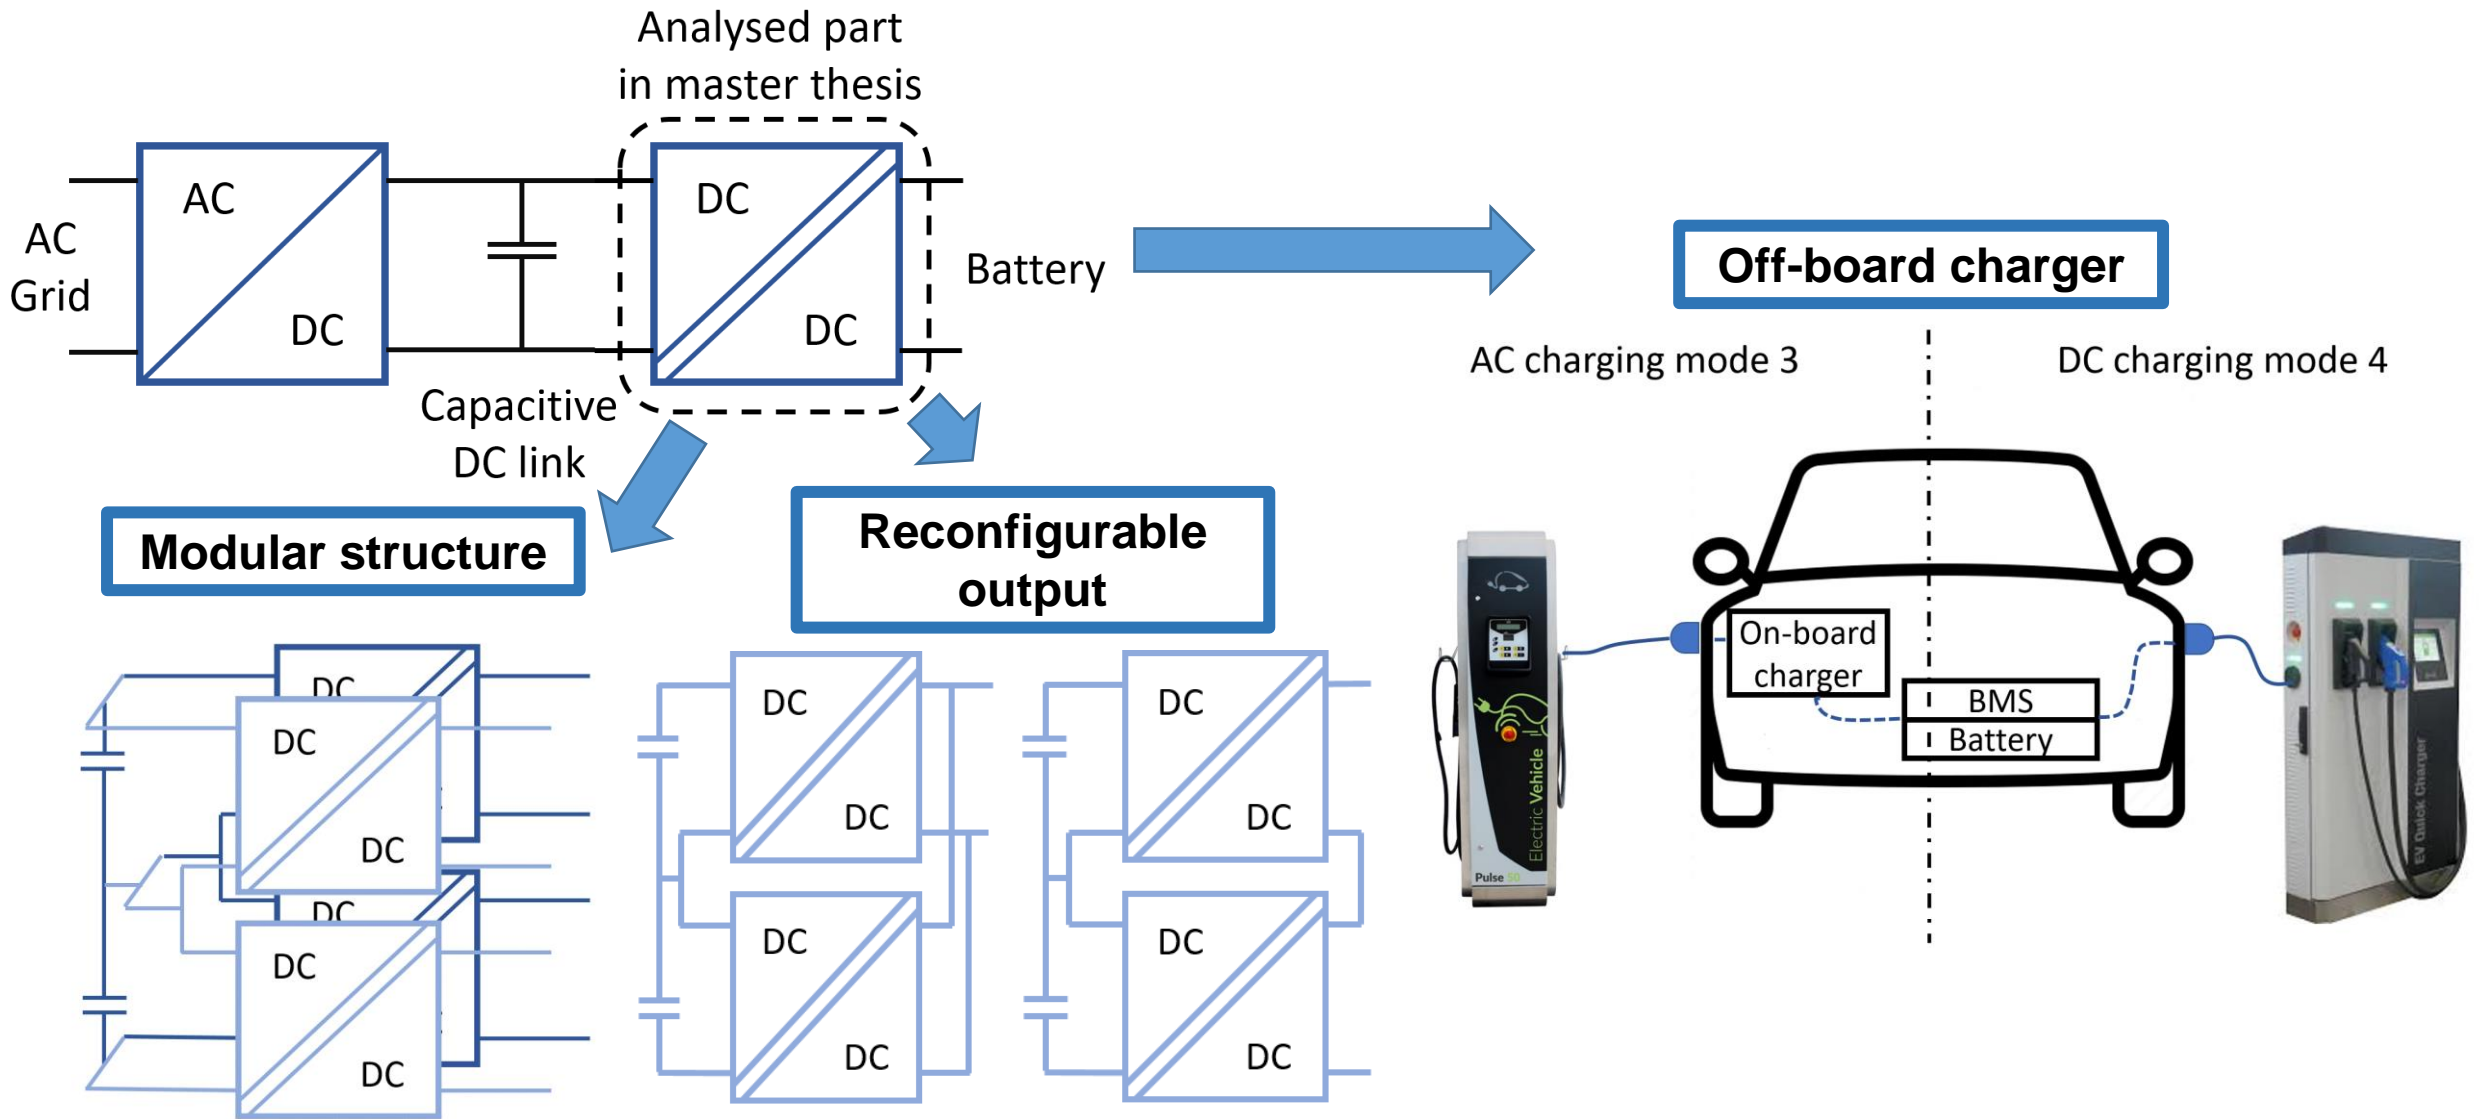 Analysed part
in master thesis
AC
DC
DC
DC
AC
Grid
Battery
Capacitive
DC link
Off-board charger
AC charging mode 3
DC charging mode 4
Modular structure
Reconfigurable
output
DC
DC
DC
DC
DC
DC
DC
DC
DC
DC
DC
DC
DC
DC
On-board
charger
BMS
Battery
Electric Vehicle
Pulse 50
EV Quick Charger